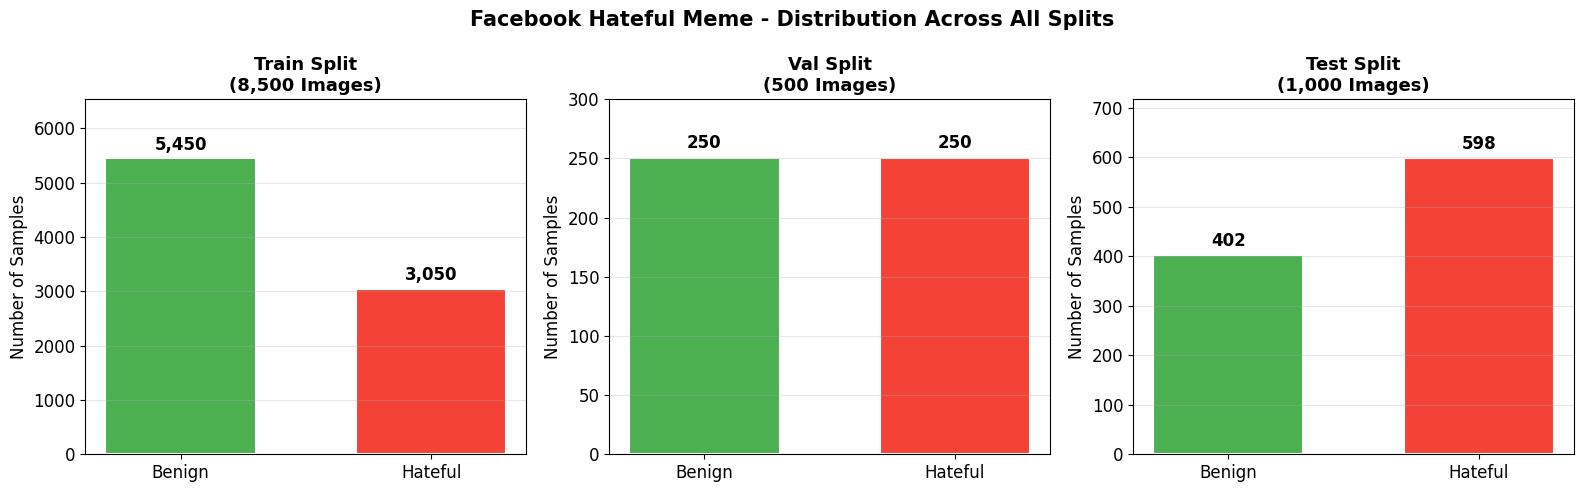 Facebook Hateful Meme - Distribution Across All Splits
Train Split
(8,500 Images)
Number of Samples
6000
5000
4000
3000
2000
1000
0
5,450
3,050
Benign
Hateful
Val Split
(500 Images)
Number of Samples
300
250
200
150
100
50
0
250
250
Benign
Hateful
Test Split
(1,000 Images)
Number of Samples
700
600
500
400
300
200
100
0
402
598
Benign
Hateful